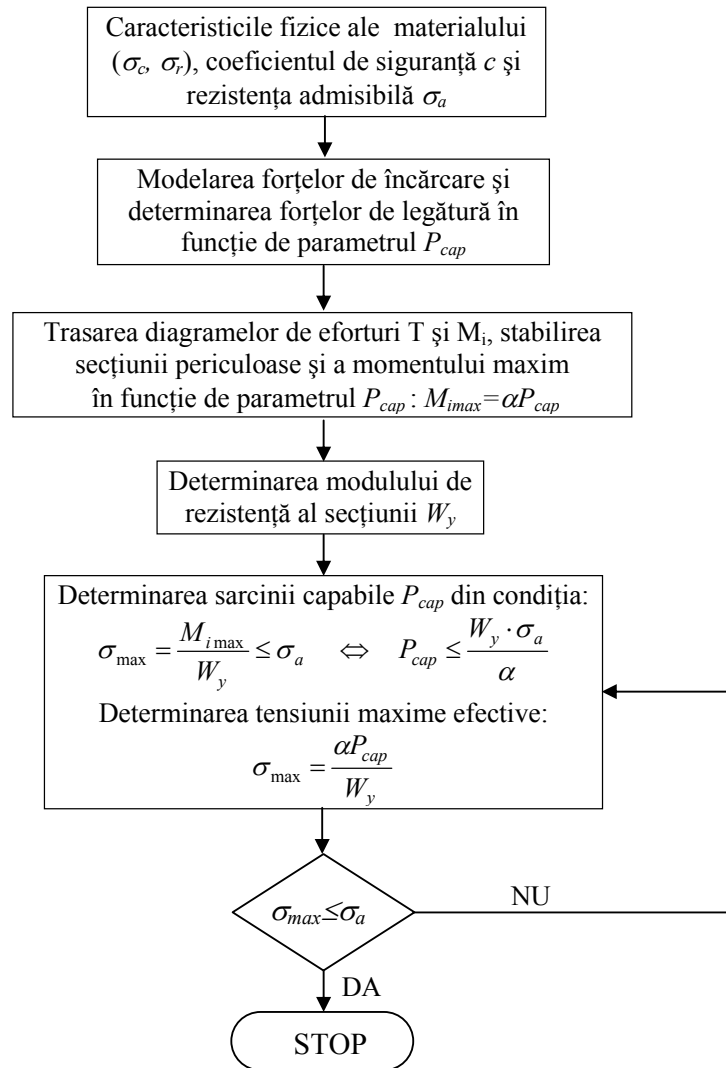 Caracteristicile fizice ale materialului
(σc, σr), coeficientul de siguranță c şi
rezistența admisibilă σa
Modelarea forțelor de încărcare şi
determinarea forțelor de legătură în
funcție de parametrul Pcap
Trasarea diagramelor de eforturi T şi Mi, stabilirea
secțiunii periculoase şi a momentului maxim
în funcție de parametrul Pcap : Mimax=αPcap
Determinarea modulului de
rezistență al secțiunii Wy
Determinarea sarcinii capabile Pcap din condiția:
σmax = Mi max / Wy ≤ σa ⇔ Pcap ≤ Wy · σa / α
Determinarea tensiunii maxime efective:
σmax = αPcap / Wy
σmax≤σa
NU
DA
STOP